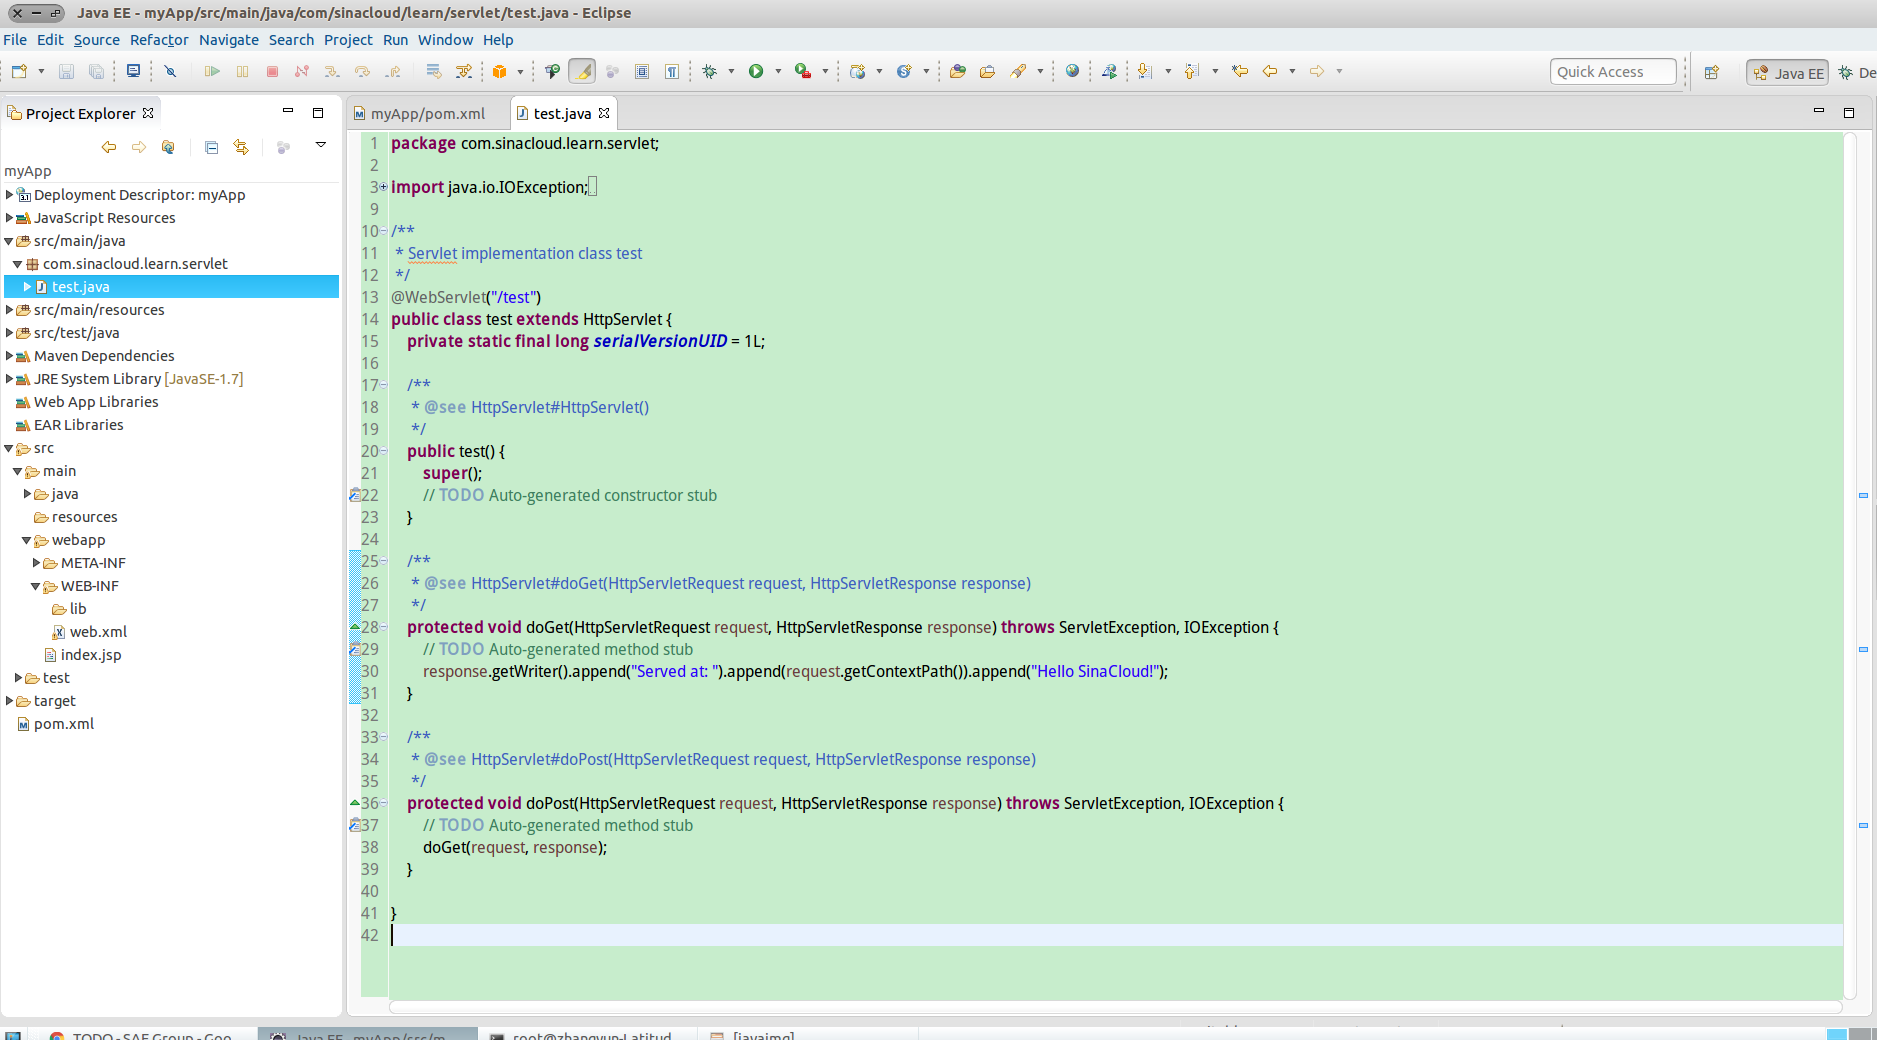 Java EE - myApp/src/main/java/com/sinacloud/learn/servlet/test.java - Eclipse
File Edit Source Refactor Navigate Search Project Run Window Help
Quick Access
Java EE
De
Project Explorer
myApp/pom.xml
test.java
myApp
Deployment Descriptor: myApp
JavaScript Resources
src/main/java
com.sinacloud.learn.servlet
test.java
src/main/resources
src/test/java
Maven Dependencies
JRE System Library [JavaSE-1.7]
Web App Libraries
EAR Libraries
src
main
java
resources
webapp
META-INF
WEB-INF
lib
web.xml
index.jsp
test
target
pom.xml
1 package com.sinacloud.learn.servlet;
2
3 import java.io.IOException;
9
10 /**
11 * Servlet implementation class test
12 */
13 @WebServlet("/test")
14 public class test extends HttpServlet {
15 private static final long serialVersionUID = 1L;
16
17 /**
18 * @see HttpServlet#HttpServlet()
19 */
20 public test() {
21 super();
22 // TODO Auto-generated constructor stub
23 }
24
25 /**
26 * @see HttpServlet#doGet(HttpServletRequest request, HttpServletResponse response)
27 */
28 protected void doGet(HttpServletRequest request, HttpServletResponse response) throws ServletException, IOException {
29 // TODO Auto-generated method stub
30 response.getWriter().append("Served at: ").append(request.getContextPath()).append("Hello SinaCloud!");
31 }
32
33 /**
34 * @see HttpServlet#doPost(HttpServletRequest request, HttpServletResponse response)
35 */
36 protected void doPost(HttpServletRequest request, HttpServletResponse response) throws ServletException, IOException {
37 // TODO Auto-generated method stub
38 doGet(request, response);
39 }
40
41 }
42
TODO - SAE Group - Goo
Java EE - myApp/src/m
root@zhangyun-Latitud
[javaimg]